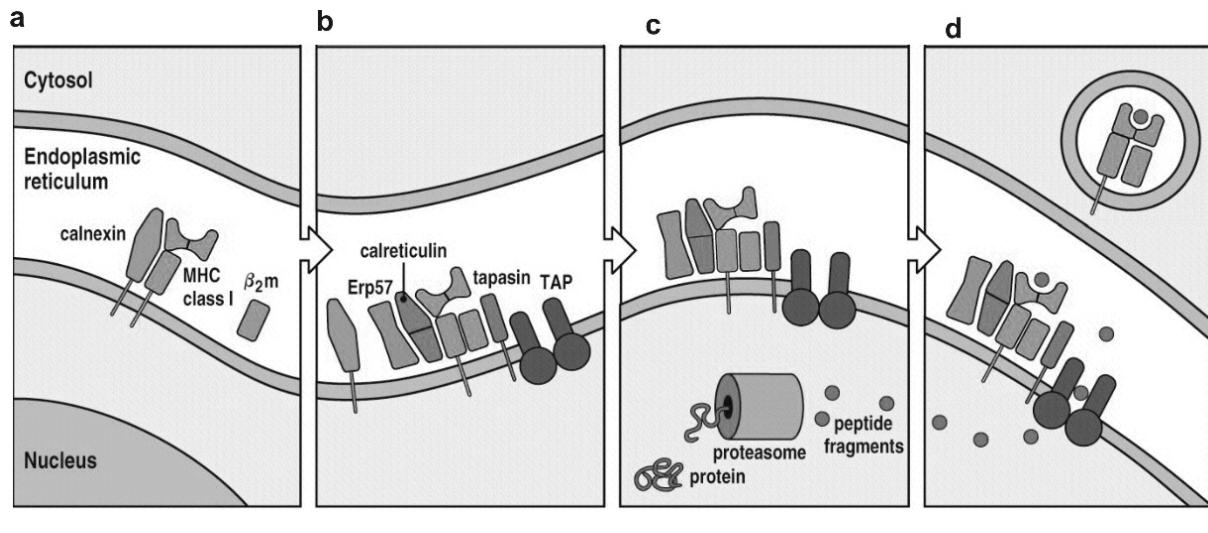 a
b
c
d
Cytosol
Endoplasmic
reticulum
calnexin
MHC
class I
β₂m
Nucleus
calreticulin
Erp57
tapasin
TAP
peptide
fragments
proteasome
protein